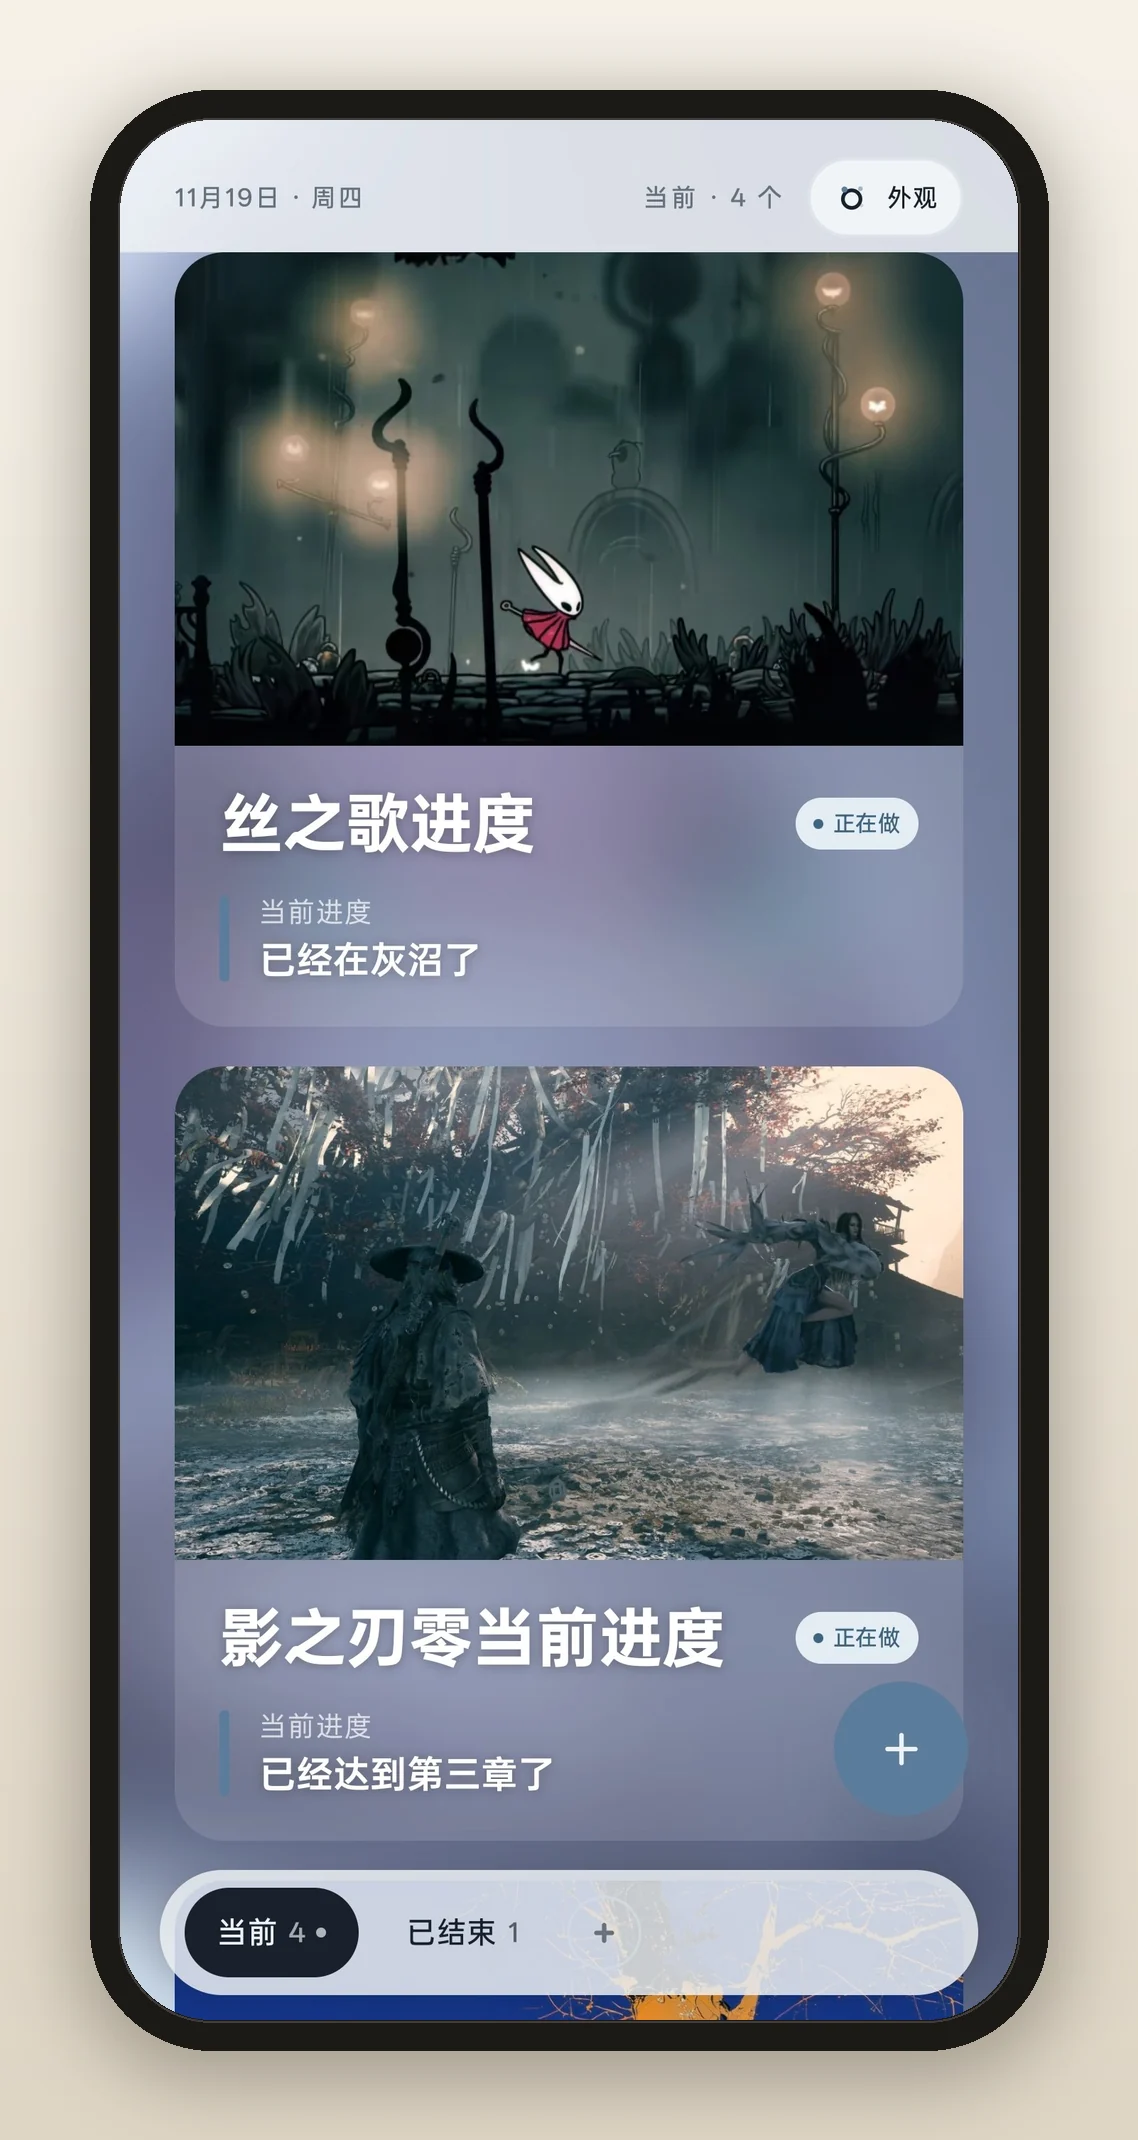 11月19日 · 周四
当前 · 4 个
外观
丝之歌进度
正在做
当前进度
已经在灰沼了
影之刃零当前进度
正在做
当前进度
已经达到第三章了
+
当前 4
已结束 1
+